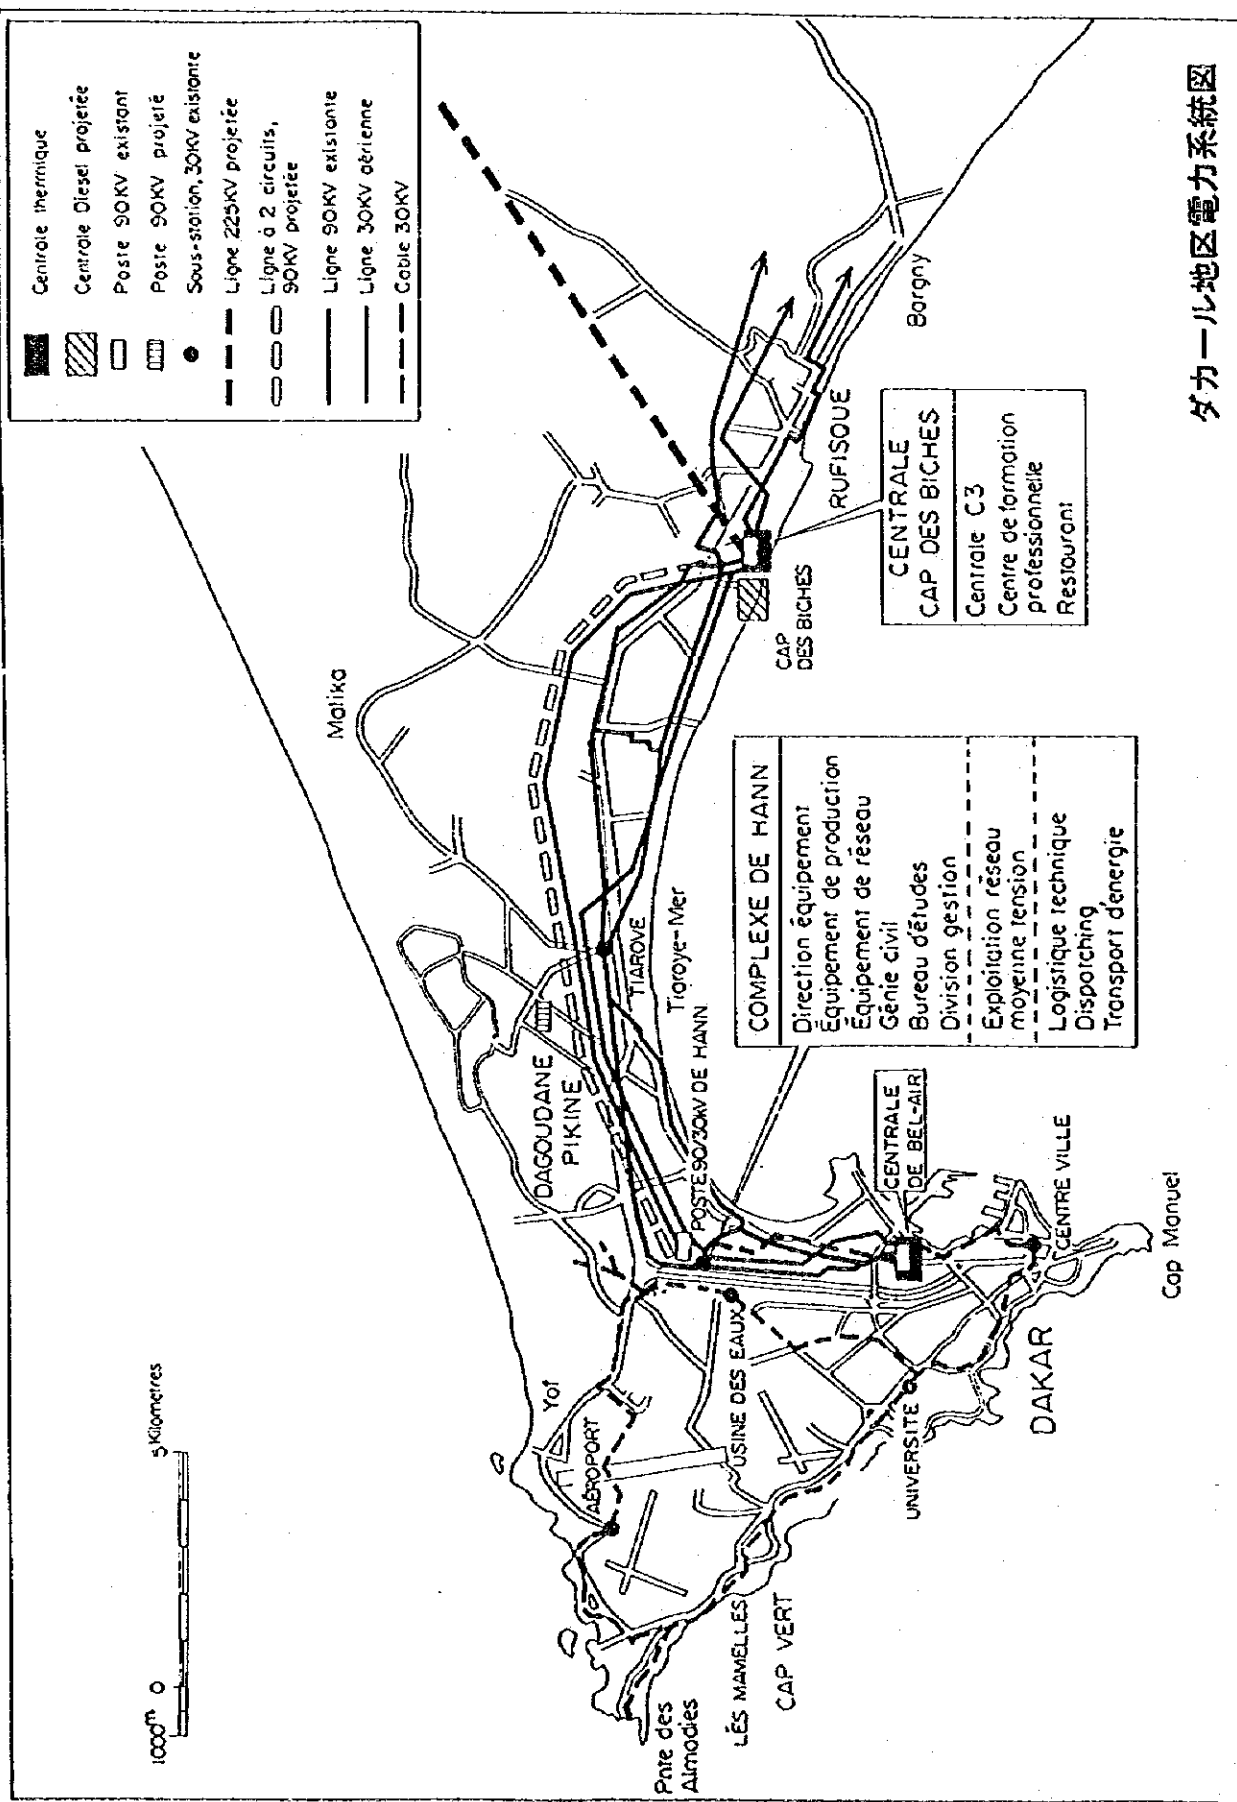 Centrale thermique
Centrale Diesel projetée
Poste 90KV existant
Poste 90KV projeté
Sous-station, 30KV existante
Ligne 225KV projetée
Ligne à 2 circuits,
90KV projetée
Ligne 90KV existante
Ligne 30KV aérienne
Cable 30KV
1000m 0 5 Kilomètres
Malika
Yof
AÉROPORT
DAGOUDANE
PIKINE
TIAROYE
Tiaroye-Mer
POSTE 90/30KV DE HANN
USINE DES EAUX
Pnte des
Almadies
LES MAMELLES
CAP VERT
UNIVERSITÉ
DAKAR
CENTRE VILLE
Cap Manuel
CENTRALE
DE BEL-AIR
COMPLEXE DE HANN
Direction équipement
Équipement de production
Équipement de réseau
Génie civil
Bureau d'études
Division gestion
Exploitation réseau
moyenne tension
Logistique technique
Dispatching
Transport d'énergie
CAP
DES BICHES
RUFISQUE
Bargny
CENTRALE
CAP DES BICHES
Centrale C3
Centre de formation
professionnelle
Restaurant
ダカール地区電力系統図